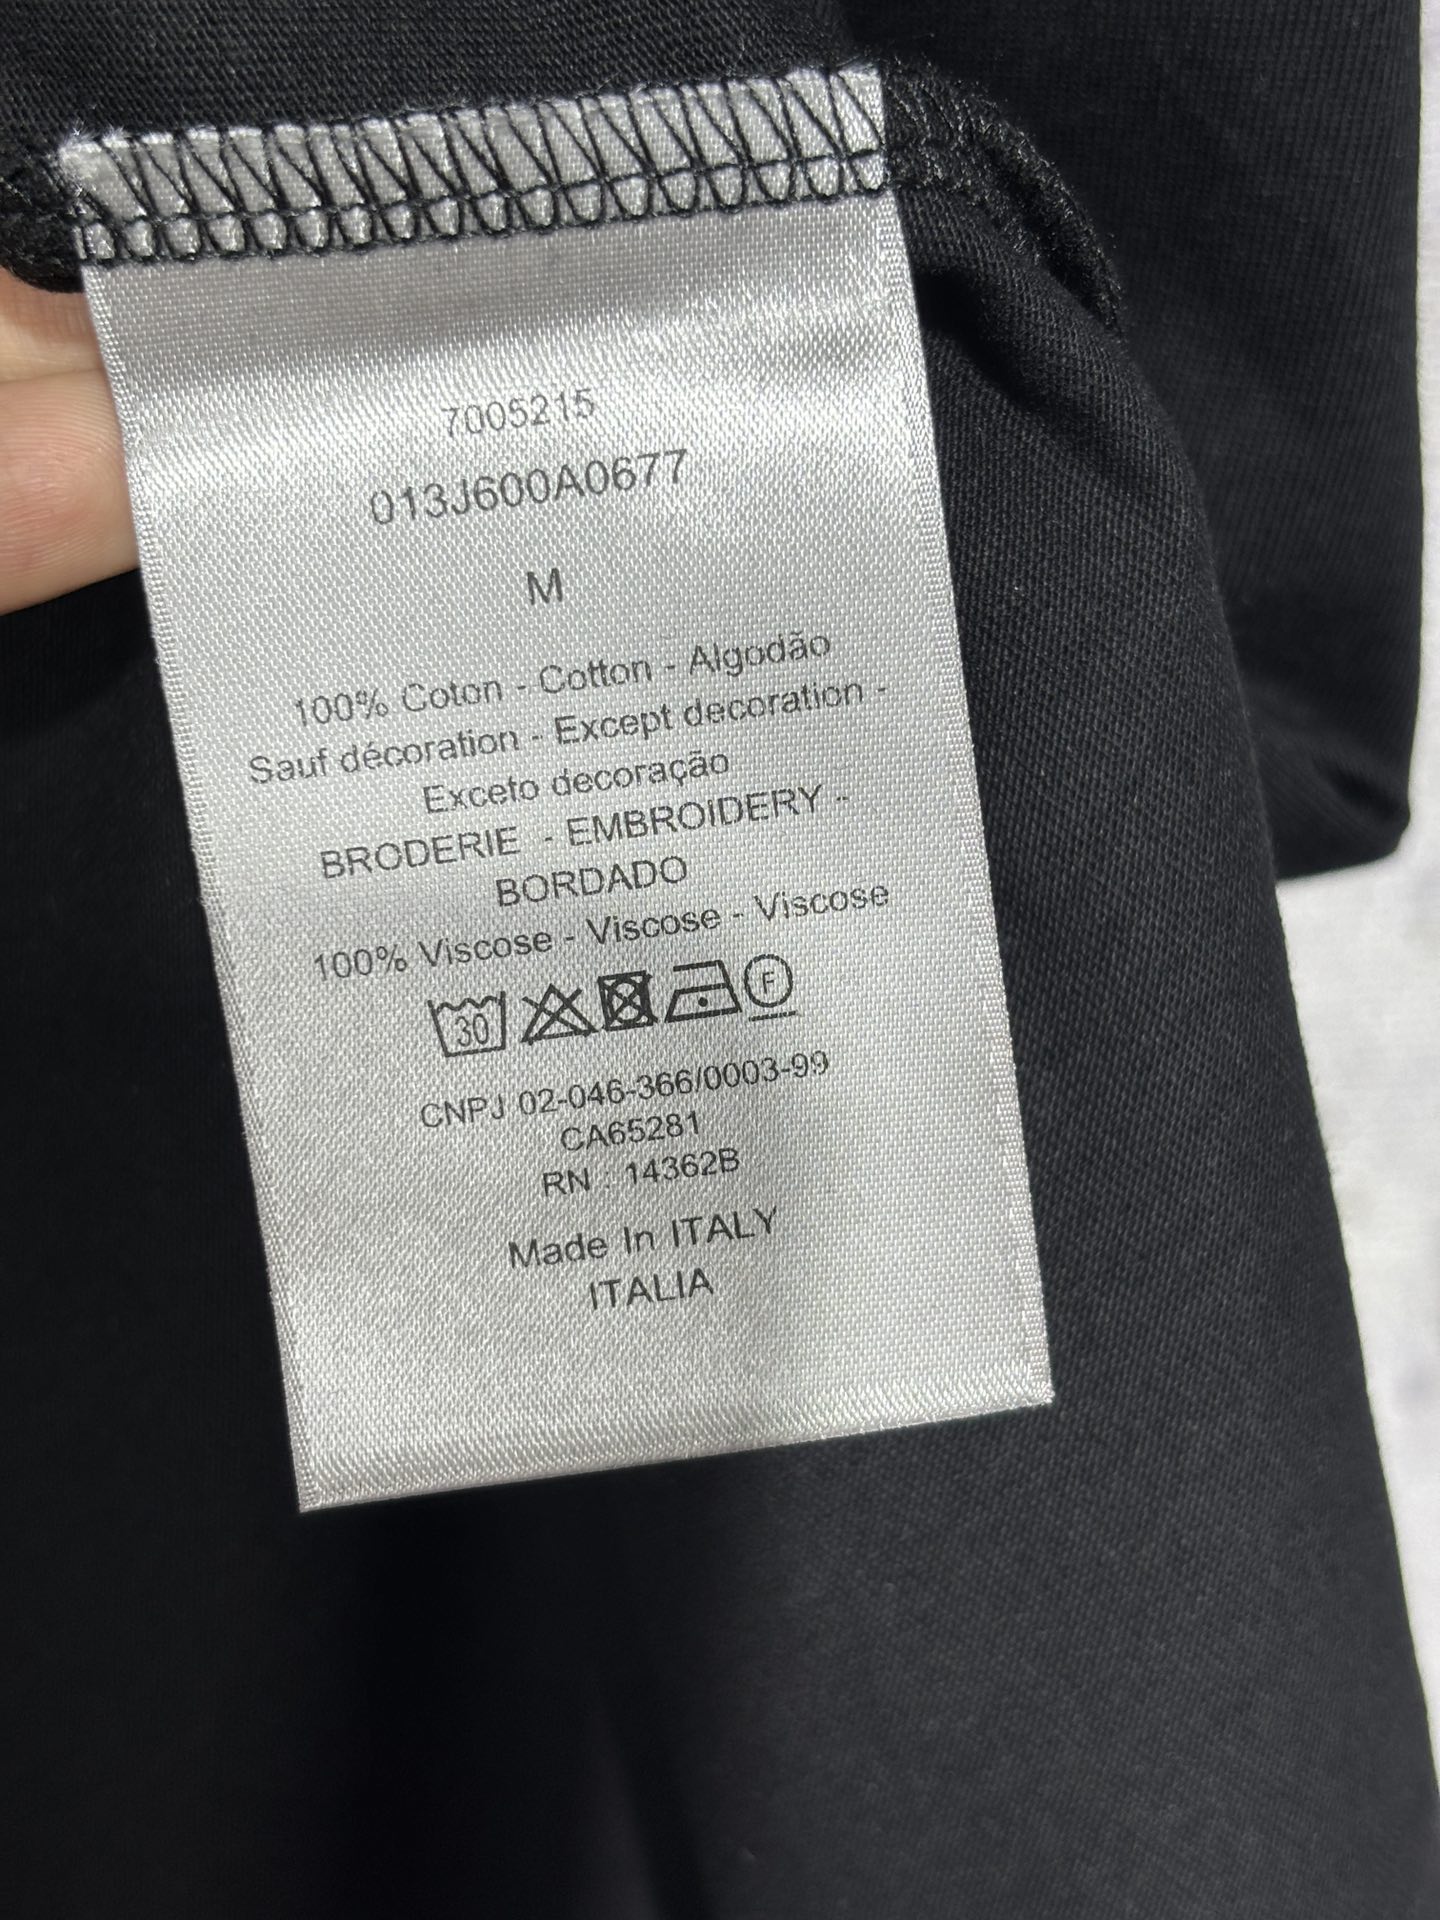 7005215
013J600A0677
M
100% Coton - Cotton - Algodão
Sauf décoration - Except decoration -
Exceto decoração
BRODERIE - EMBROIDERY -
BORDADO
100% Viscose - Viscose - Viscose
30 F
CNPJ 02-046-366/0003-99
CA65281
RN : 14362B
Made In ITALY
ITALIA